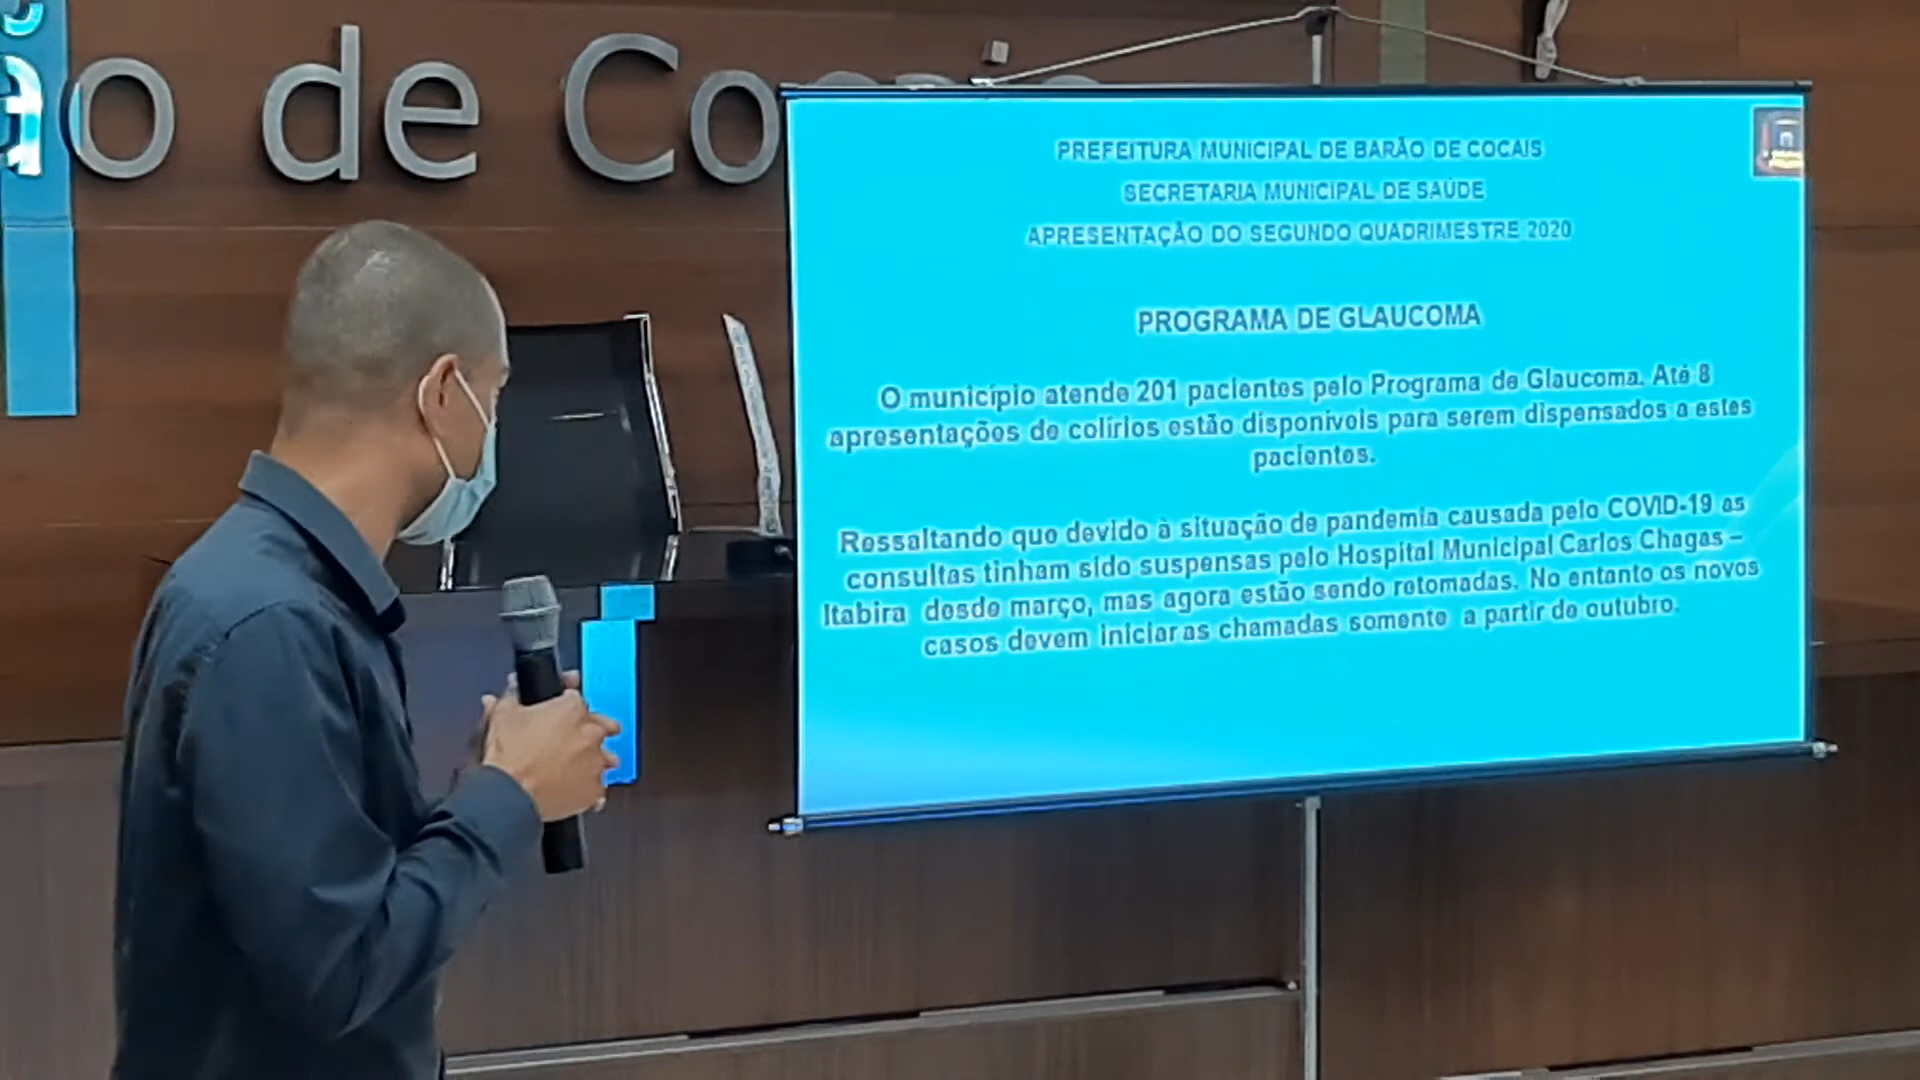 ão de Co
PREFEITURA MUNICIPAL DE BARÃO DE COCAIS
SECRETARIA MUNICIPAL DE SAÚDE
APRESENTAÇÃO DO SEGUNDO QUADRIMESTRE 2020
PROGRAMA DE GLAUCOMA
O município atende 201 pacientes pelo Programa de Glaucoma. Até 8
apresentações de colírios estão disponíveis para serem dispensados a estes
pacientes.
Ressaltando que devido à situação de pandemia causada pelo COVID-19 as
consultas tinham sido suspensas pelo Hospital Municipal Carlos Chagas –
Itabira desde março, mas agora estão sendo retomadas. No entanto os novos
casos devem iniciar as chamadas somente a partir de outubro.